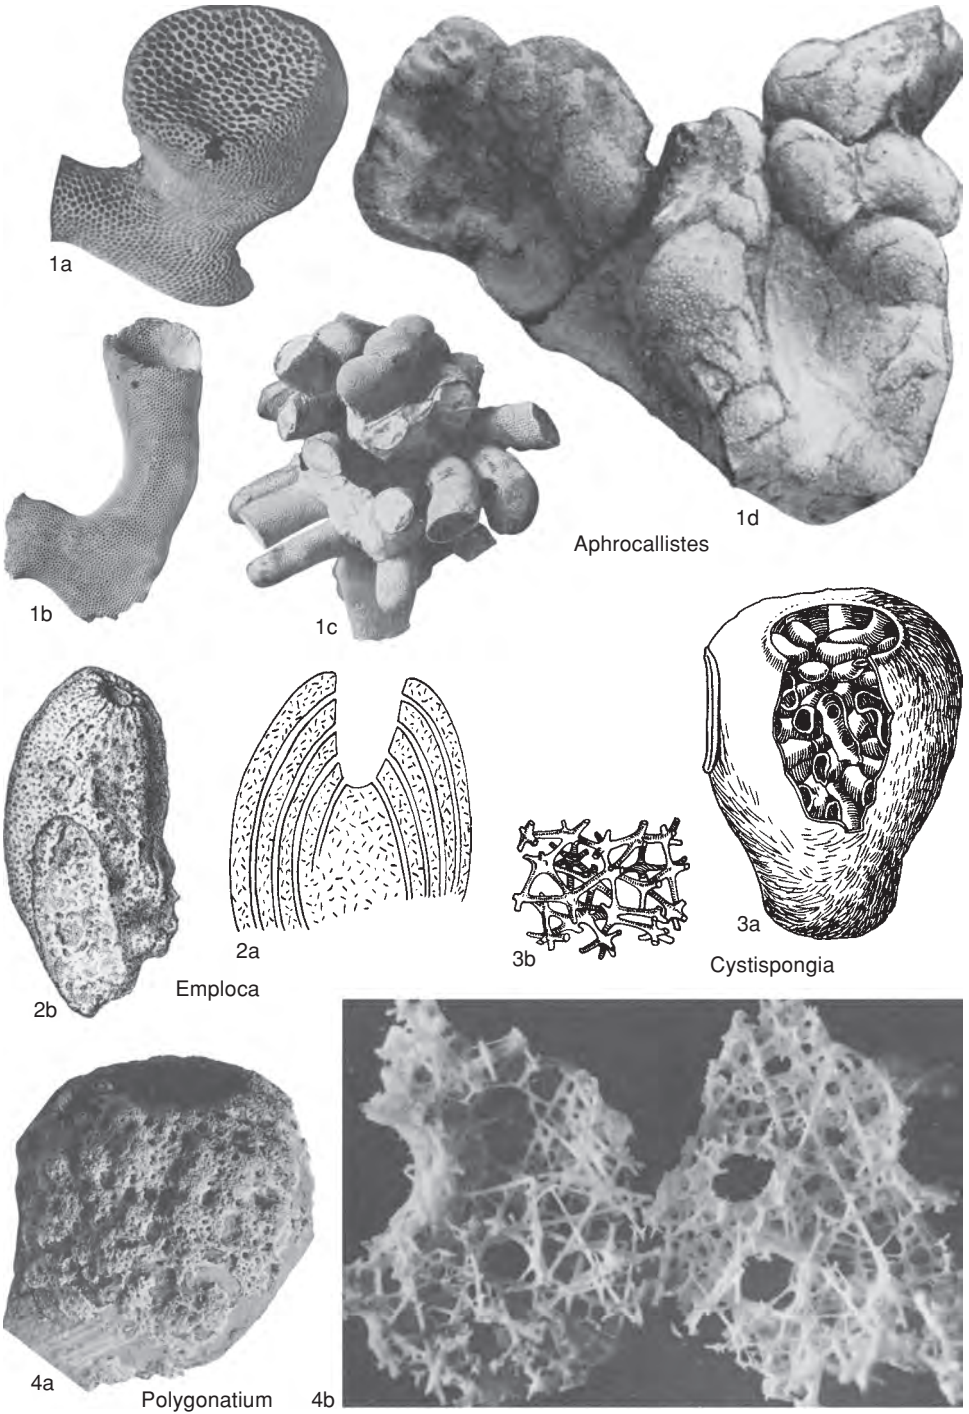 1a
1b
1c
1d
Aphrocallistes
2a
2b
Emploca
3b
3a
Cystispongia
4a
Polygonatium
4b